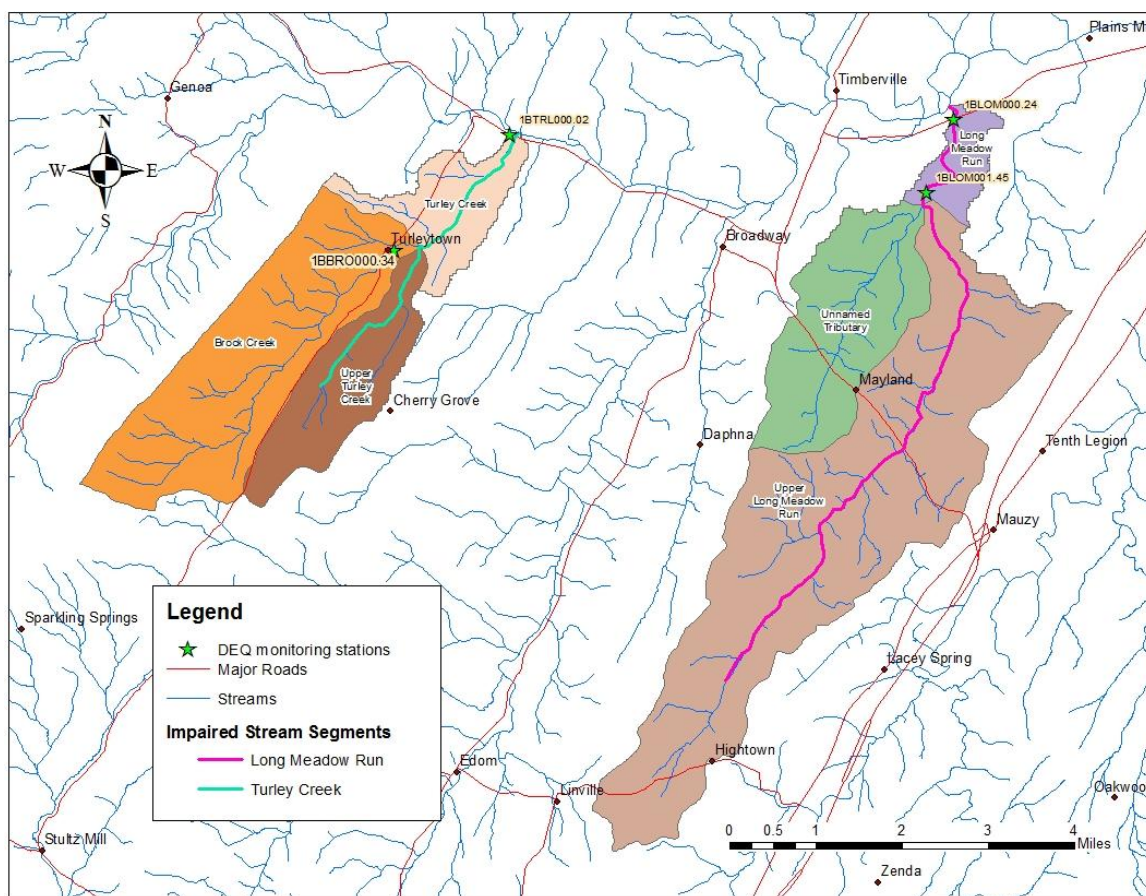 Plains M
Genoa
Timberville
1BLOM000.24
1BTRL000.02
N
W
E
S
Long
Meadow
Run
1BLOM001.45
Turley Creek
Turleytown
1BBRO000.34
Broadway
Unnamed
Tributary
Brock Creek
Upper
Turley
Creek
Mayland
Cherry Grove
Daphna
Tenth Legion
Upper
Long Meadow
Run
Mauzy
Legend
DEQ monitoring stations
Major Roads
Streams
Impaired Stream Segments
Long Meadow Run
Turley Creek
Sparkling Springs
Lacey Spring
Hightown
Edom
Linville
Oakwoo
Stultz Mill
0 0.5 1 2 3 4
Miles
Zenda